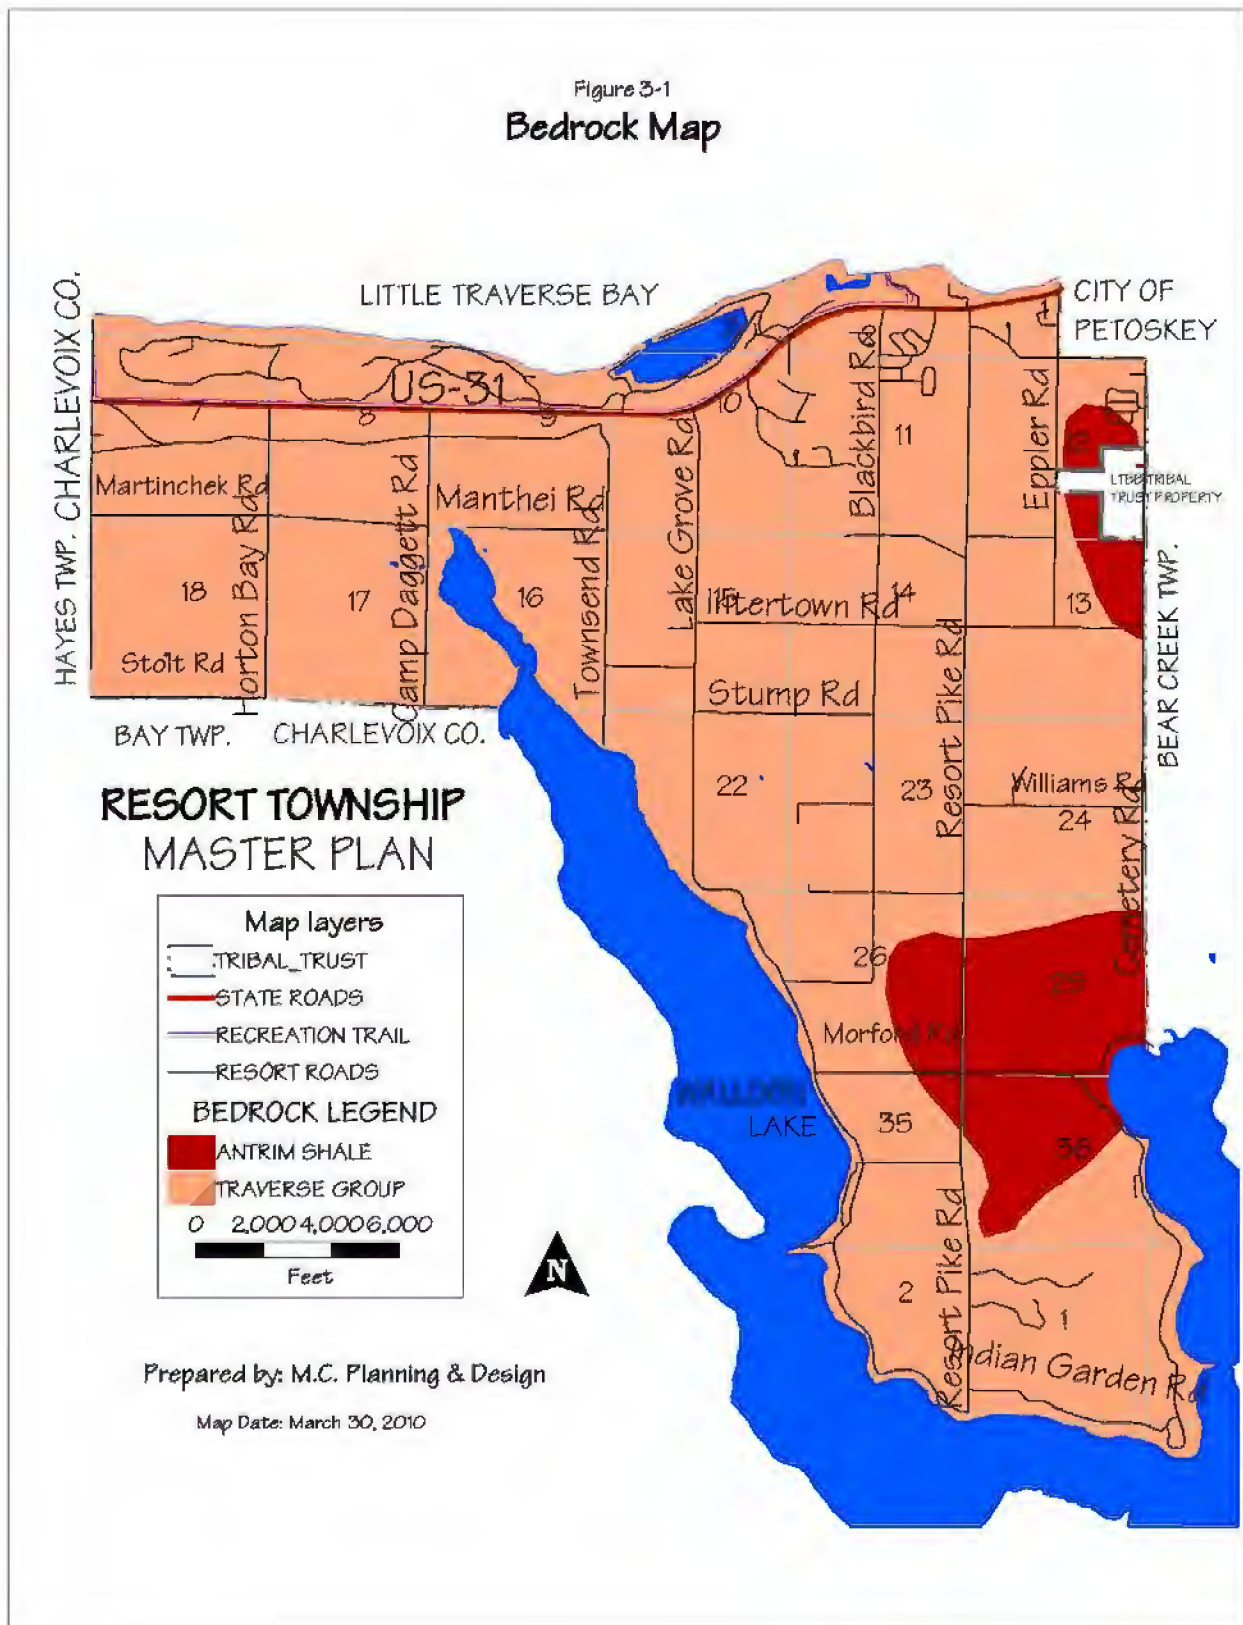 Figure 3-1
Bedrock Map
LITTLE TRAVERSE BAY
CITY OF
PETOSKEY
HAYES TWP. CHARLEVOIX CO.
US-31
7
8
9
10
11
Blackbird Rd
Eppler Rd
Lake Grove Rd
Martinchek Rd
Horton Bay Rd
Camp Daggett Rd
Manthei Rd
Townsend Rd
LTBB TRIBAL
TRUST PROPERTY
18
17
16
Intertown Rd
14
13
Stolt Rd
Stump Rd
Resort Pike Rd
BEAR CREEK TWP.
BAY TWP.
CHARLEVOIX CO.
22
23
Williams Rd
24
Cemetery Rd
RESORT TOWNSHIP
MASTER PLAN
26
Morford Rd
WALLOON
LAKE
35
Resort Pike Rd
2
1
Indian Garden Rd
Map layers
TRIBAL_TRUST
STATE ROADS
RECREATION TRAIL
RESORT ROADS
BEDROCK LEGEND
ANTRIM SHALE
TRAVERSE GROUP
0 2,000 4,000 6,000
Feet
N
Prepared by: M.C. Planning & Design
Map Date: March 30, 2010